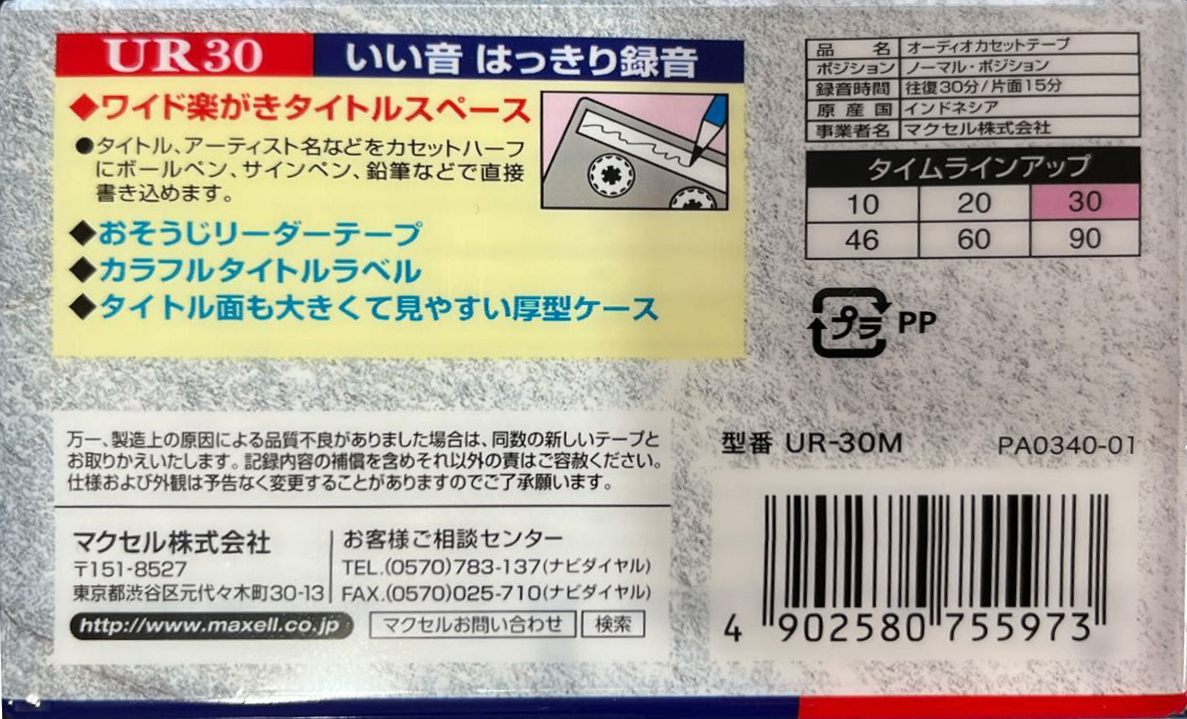 UR30 いい音 はっきり録音
◆ワイド楽がきタイトルスペース
●タイトル、アーティスト名などをカセットハーフ
にボールペン、サインペン、鉛筆などで直接
書き込めます。
◆おそうじリーダーテープ
◆カラフルタイトルラベル
◆タイトル面も大きくて見やすい厚型ケース
品名 オーディオカセットテープ
ポジション ノーマル・ポジション
録音時間 往復30分/片面15分
原産国 インドネシア
事業者名 マクセル株式会社
タイムラインアップ
10 20 30
46 60 90
プラ PP
万一、製造上の原因による品質不良がありました場合は、同数の新しいテープと
お取りかえいたします。記録内容の補償を含めそれ以外の責はご容赦ください。
仕様および外観は予告なく変更することがありますのでご了承願います。
マクセル株式会社
〒151-8527
東京都渋谷区元代々木町30-13
http://www.maxell.co.jp
お客様ご相談センター
TEL.(0570)783-137(ナビダイヤル)
FAX.(0570)025-710(ナビダイヤル)
マクセルお問い合わせ 検索
型番 UR-30M PA0340-01
4 902580 755973